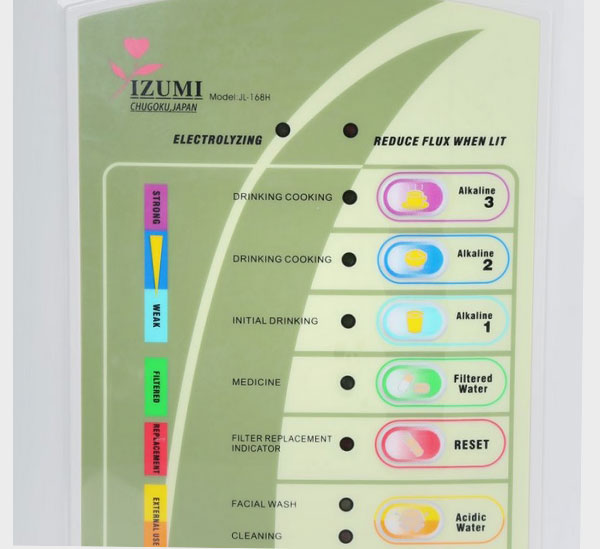 IZUMI
Model JL-168H
CHUGOKU,JAPAN
ELECTROLYZING
REDUCE FLUX WHEN LIT
STRONG
DRINKING COOKING
Alkaline
3
DRINKING COOKING
Alkaline
2
WEAK
INITIAL DRINKING
Alkaline
1
FILTERED
MEDICINE
Filtered
Water
REPLACEMENT
FILTER REPLACEMENT
INDICATOR
RESET
EXTERNAL USE
FACIAL WASH
CLEANING
Acidic
Water